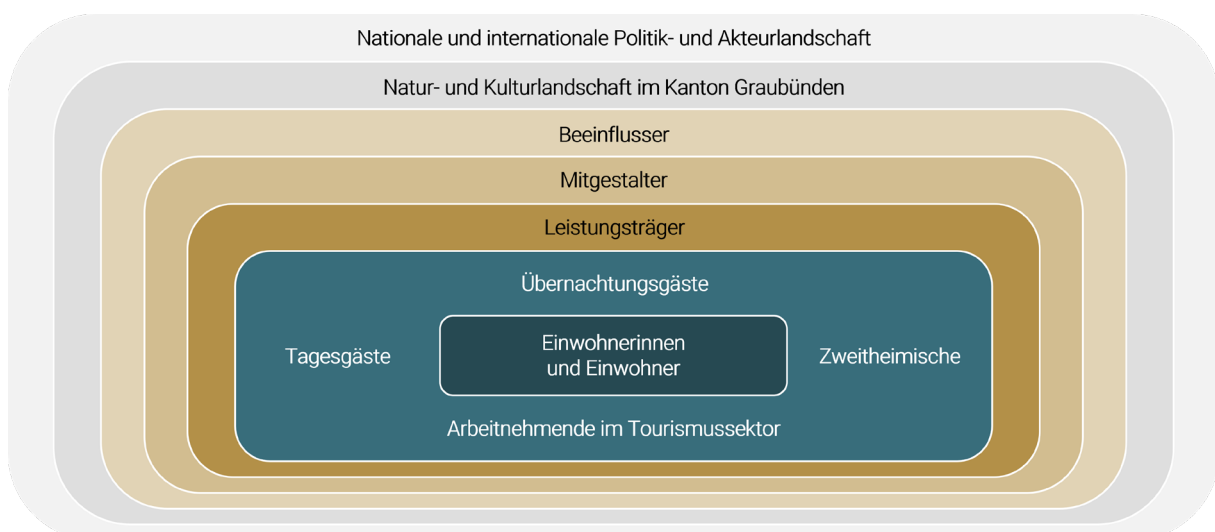 Nationale und internationale Politik- und Akteurlandschaft
Natur- und Kulturlandschaft im Kanton Graubünden
Beeinflusser
Mitgestalter
Leistungsträger
Übernachtungsgäste
Tagesgäste
Einwohnerinnen
und Einwohner
Zweitheimische
Arbeitnehmende im Tourismussektor